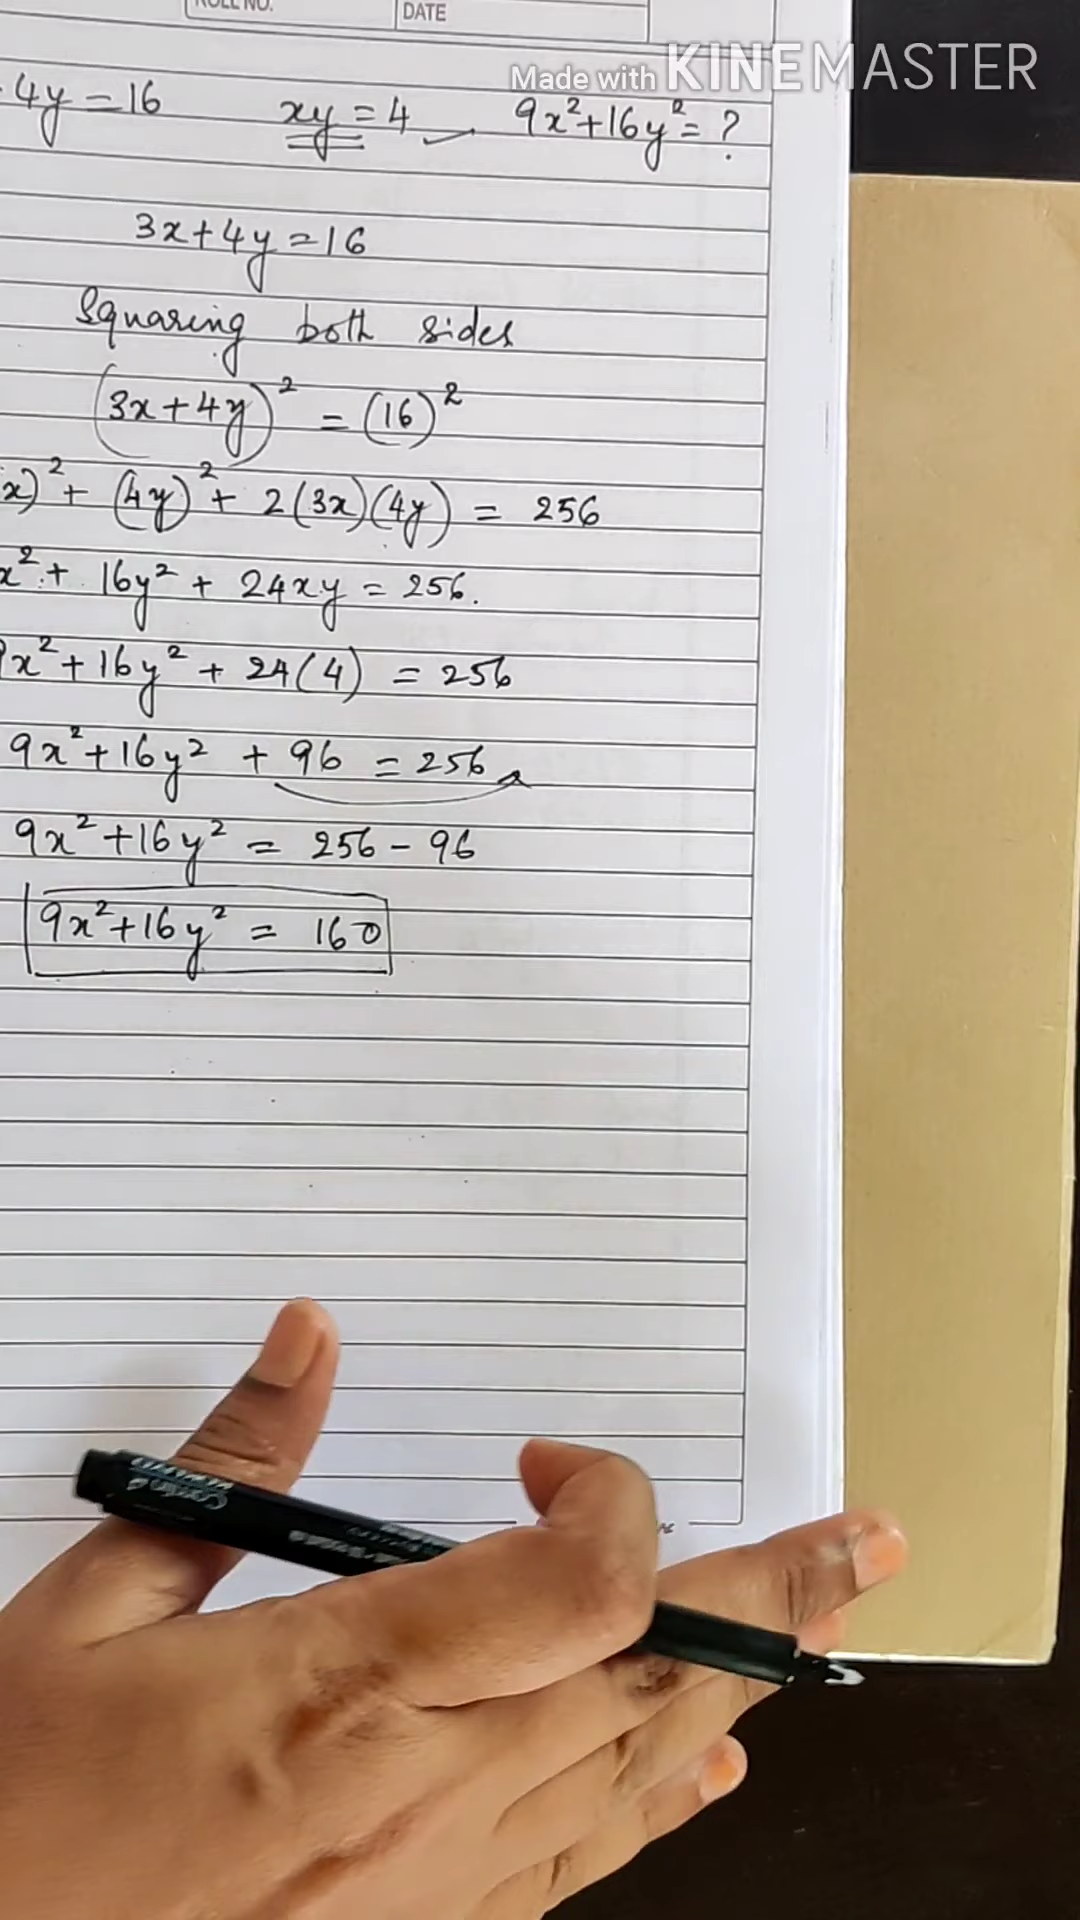 ROLL NO. DATE
Made with KINEMASTER
4y = 16 xy = 4 9x²+16y² = ?
3x+4y = 16
Squaring both sides
(3x+4y)² = (16)²
x)² + (4y)² + 2(3x)(4y) = 256
x² + 16y² + 24xy = 256.
9x² + 16y² + 24(4) = 256
9x² + 16y² + 96 = 256
9x² + 16y² = 256 - 96
9x² + 16y² = 160